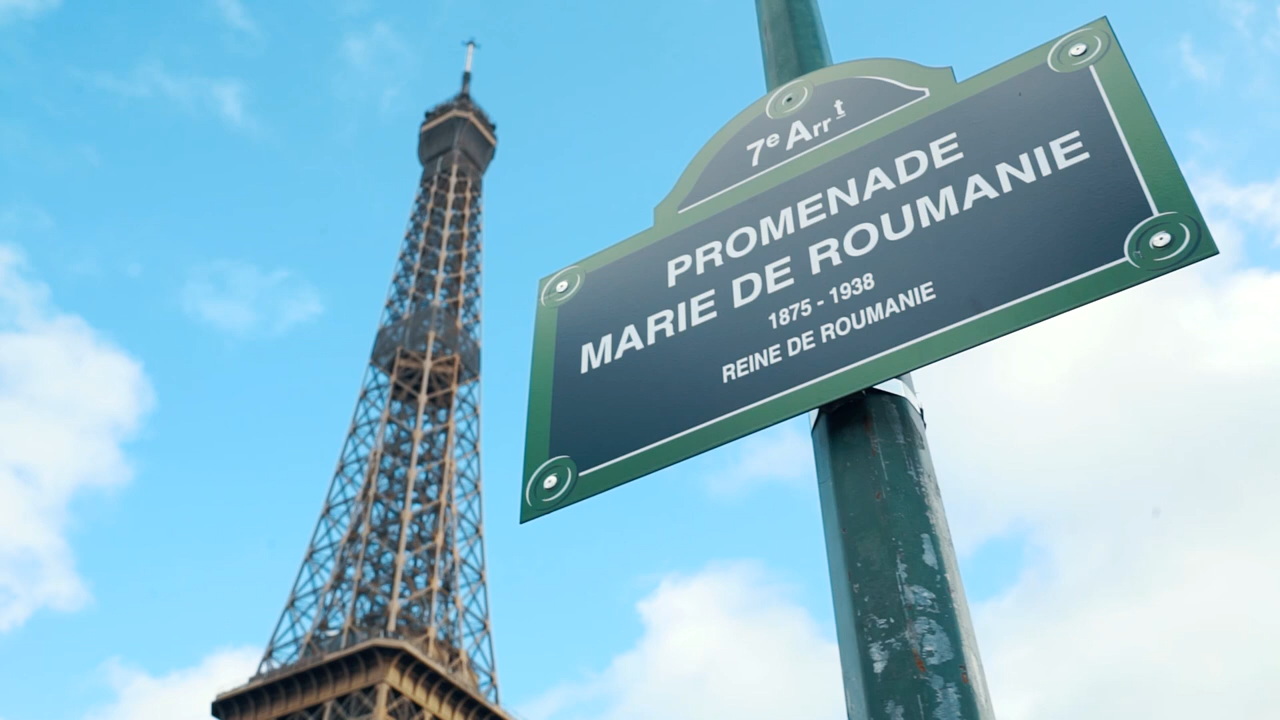 7e Arrt
PROMENADE
MARIE DE ROUMANIE
1875 - 1938
REINE DE ROUMANIE